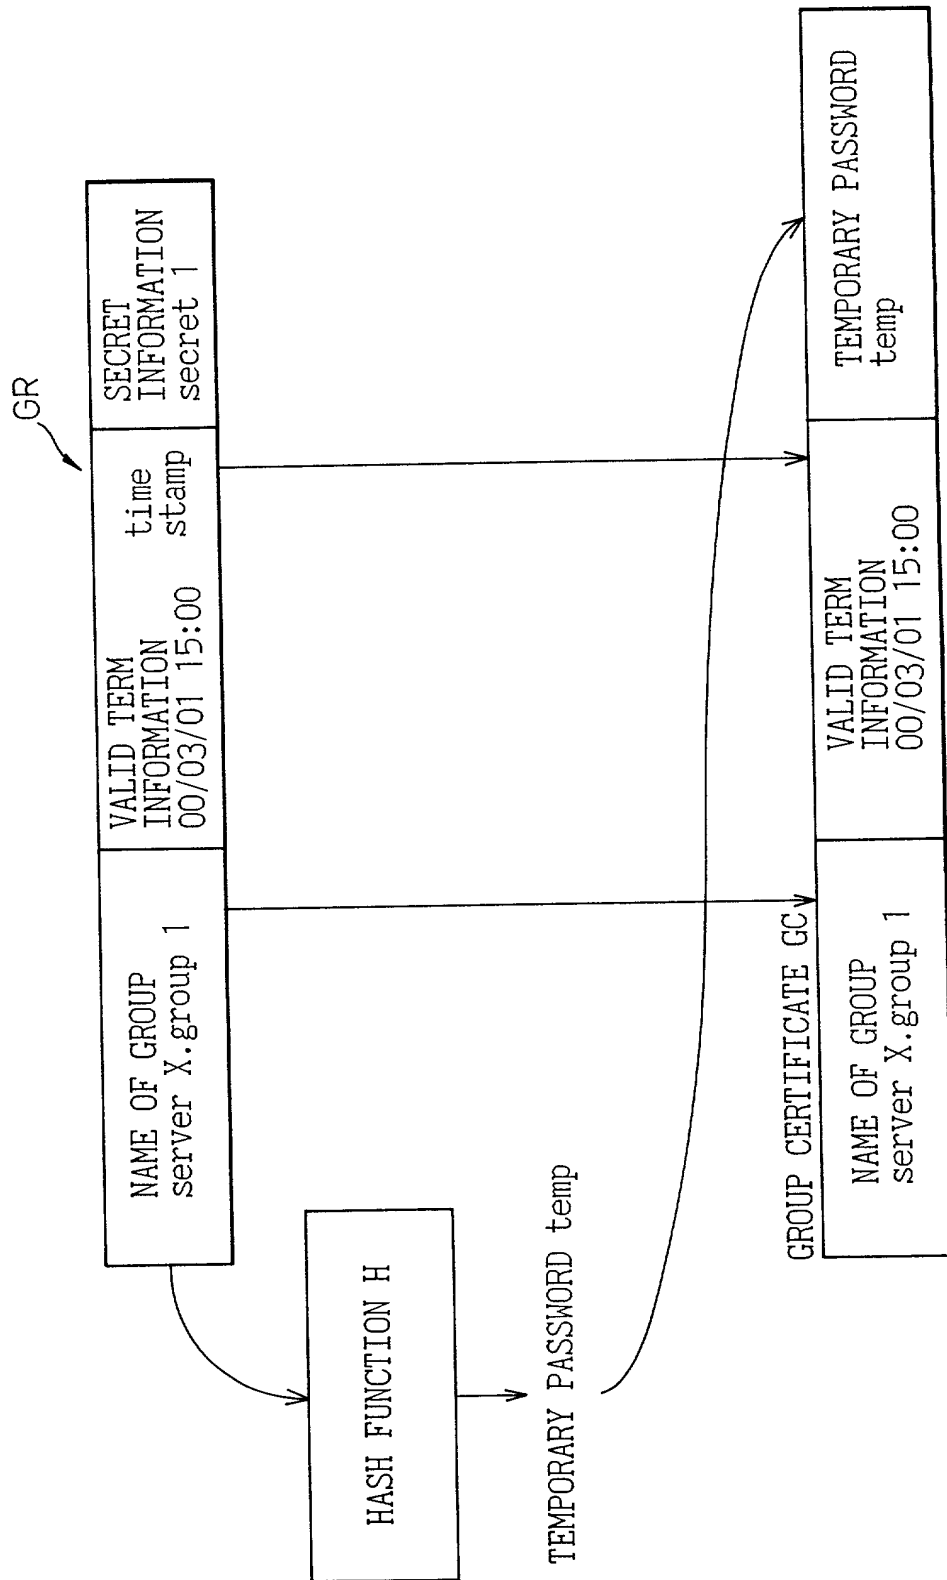 GR
NAME OF GROUP
server X.group 1
VALID TERM
INFORMATION
00/03/01 15:00
time
stamp
SECRET
INFORMATION
secret 1
HASH FUNCTION H
TEMPORARY PASSWORD temp
GROUP CERTIFICATE GC
NAME OF GROUP
server X.group 1
VALID TERM
INFORMATION
00/03/01 15:00
TEMPORARY PASSWORD
temp